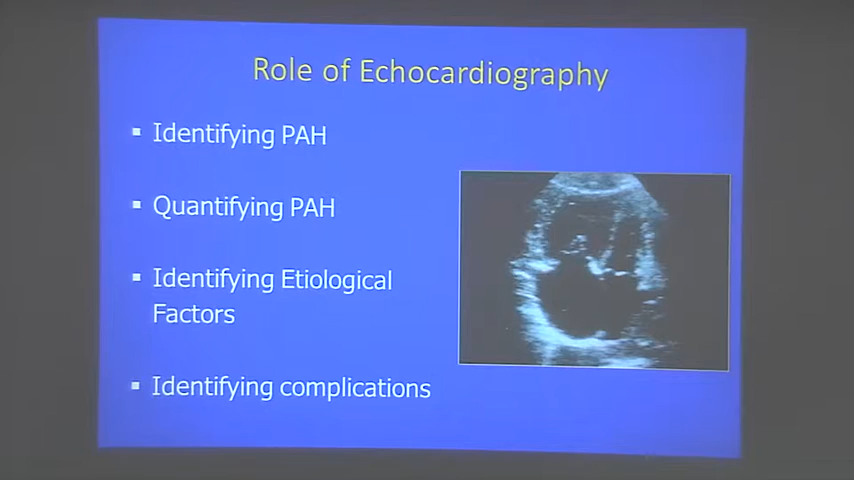 Role of Echocardiography
▪ Identifying PAH
▪ Quantifying PAH
▪ Identifying Etiological
Factors
▪ Identifying complications